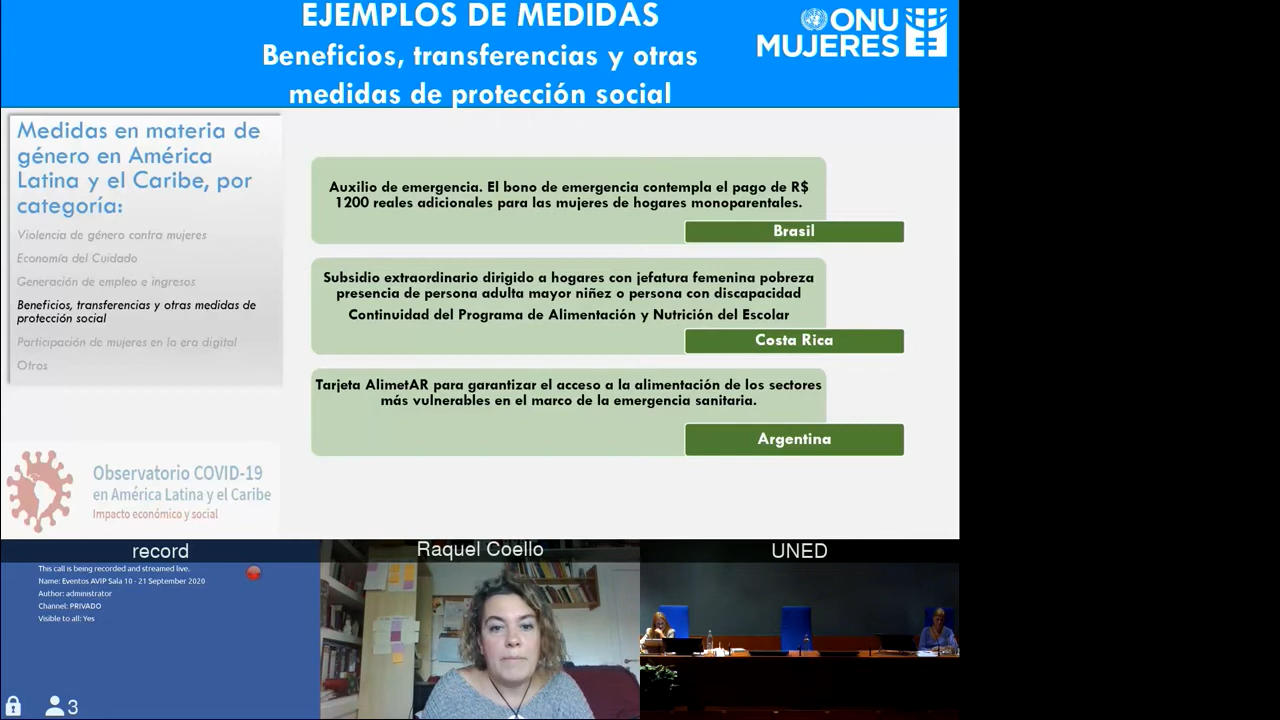 EJEMPLOS DE MEDIDAS
Beneficios, transferencias y otras
medidas de protección social
ONU
MUJERES
Medidas en materia de
género en América
Latina y el Caribe, por
categoría:
Violencia de género contra mujeres
Economía del Cuidado
Generación de empleo e ingresos
Beneficios, transferencias y otras medidas de
protección social
Participación de mujeres en la era digital
Otros
Auxilio de emergencia. El bono de emergencia contempla el pago de R$
1200 reales adicionales para las mujeres de hogares monoparentales.
Brasil
Subsidio extraordinario dirigido a hogares con jefatura femenina pobreza
presencia de persona adulta mayor niñez o persona con discapacidad
Continuidad del Programa de Alimentación y Nutrición del Escolar
Costa Rica
Tarjeta AlimetAR para garantizar el acceso a la alimentación de los sectores
más vulnerables en el marco de la emergencia sanitaria.
Argentina
Observatorio COVID-19
en América Latina y el Caribe
Impacto económico y social
record
This call is being recorded and streamed live.
Name: Eventos AVIP Sala 10 - 21 September 2020
Author: administrator
Channel: PRIVADO
Visible to all: Yes
3
Raquel Coello
UNED